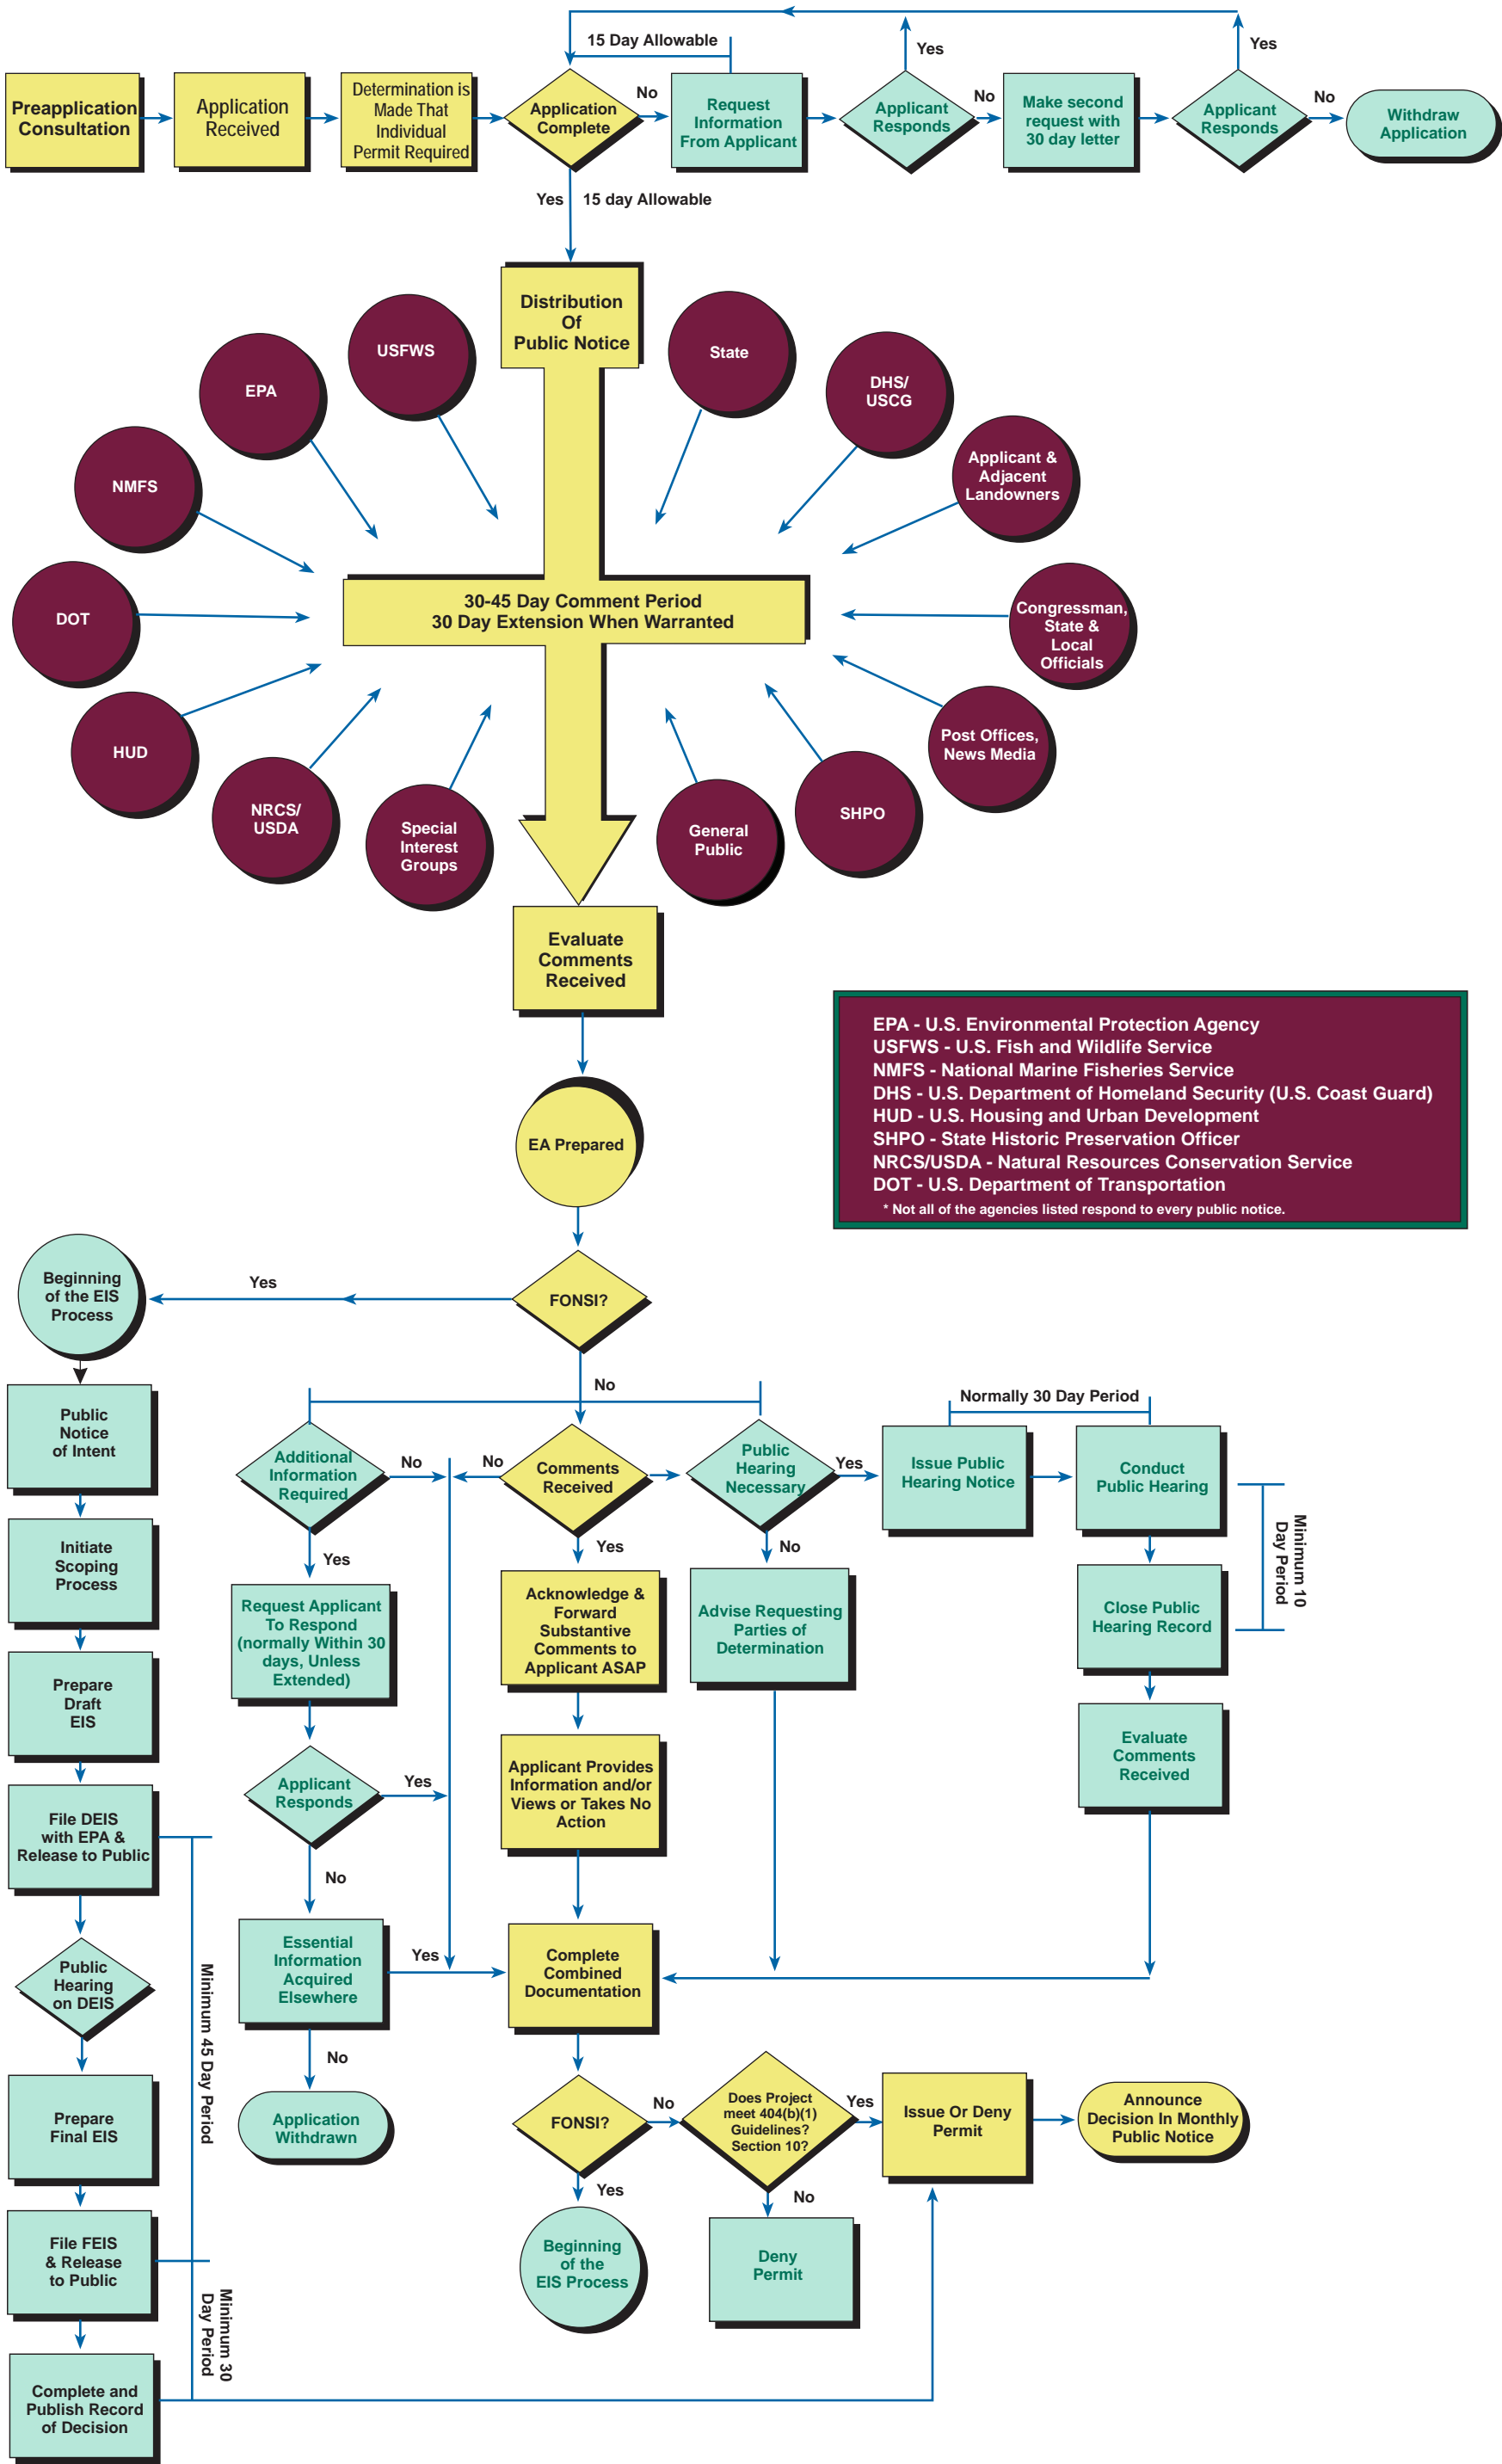 15 Day Allowable
Yes
Yes
Preapplication
Consultation
Application
Received
Determination is
Made That
Individual
Permit Required
Application
Complete
No
Request
Information
From Applicant
Applicant
Responds
No
Make second
request with
30 day letter
Applicant
Responds
No
Withdraw
Application
Yes
15 day Allowable
Distribution
Of
Public Notice
USFWS
State
EPA
DHS/
USCG
NMFS
Applicant &
Adjacent
Landowners
DOT
30-45 Day Comment Period
30 Day Extension When Warranted
Congressman,
State &
Local
Officials
HUD
Post Offices,
News Media
NRCS/
USDA
Special
Interest
Groups
General
Public
SHPO
Evaluate
Comments
Received
EPA - U.S. Environmental Protection Agency
USFWS - U.S. Fish and Wildlife Service
NMFS - National Marine Fisheries Service
DHS - U.S. Department of Homeland Security (U.S. Coast Guard)
HUD - U.S. Housing and Urban Development
SHPO - State Historic Preservation Officer
NRCS/USDA - Natural Resources Conservation Service
DOT - U.S. Department of Transportation
* Not all of the agencies listed respond to every public notice.
EA Prepared
Beginning
of the EIS
Process
Yes
FONSI?
No
Public
Notice
of Intent
Initiate
Scoping
Process
Prepare
Draft
EIS
File DEIS
with EPA &
Release to Public
Public
Hearing
on DEIS
Minimum 45 Day Period
Prepare
Final EIS
File FEIS
& Release
to Public
Minimum 30
Day Period
Complete and
Publish Record
of Decision
Additional
Information
Required
No
Yes
Request Applicant
To Respond
(normally Within 30
days, Unless
Extended)
Applicant
Responds
Yes
No
Essential
Information
Acquired
Elsewhere
Yes
No
Application
Withdrawn
No
Comments
Received
Yes
Acknowledge &
Forward
Substantive
Comments to
Applicant ASAP
Applicant Provides
Information and/or
Views or Takes No
Action
Complete
Combined
Documentation
Public
Hearing
Necessary
Yes
No
Advise Requesting
Parties of
Determination
Normally 30 Day Period
Issue Public
Hearing Notice
Conduct
Public Hearing
Minimum 10
Day Period
Close Public
Hearing Record
Evaluate
Comments
Received
FONSI?
No
Yes
Beginning
of the
EIS Process
Does Project
meet 404(b)(1)
Guidelines?
Section 10?
Yes
No
Deny
Permit
Issue Or Deny
Permit
Announce
Decision In Monthly
Public Notice